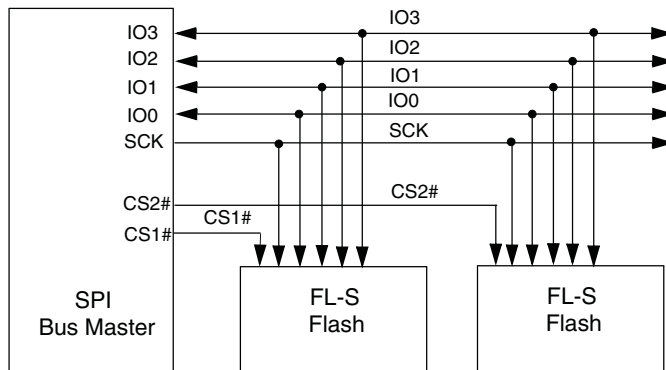 IO3
IO3
IO2
IO2
IO1
IO1
IO0
IO0
SCK
SCK
CS2#
CS2#
CS1#
CS1#
SPI
Bus Master
FL-S
Flash
FL-S
Flash